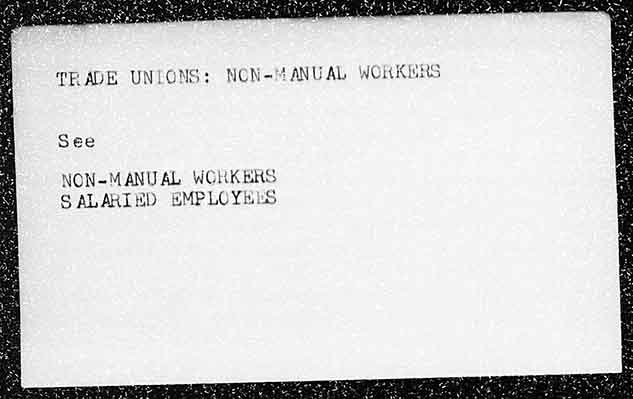 TRADE UNIONS: NON-MANUAL WORKERS
See
NON-MANUAL WORKERS
SALARIED EMPLOYEES